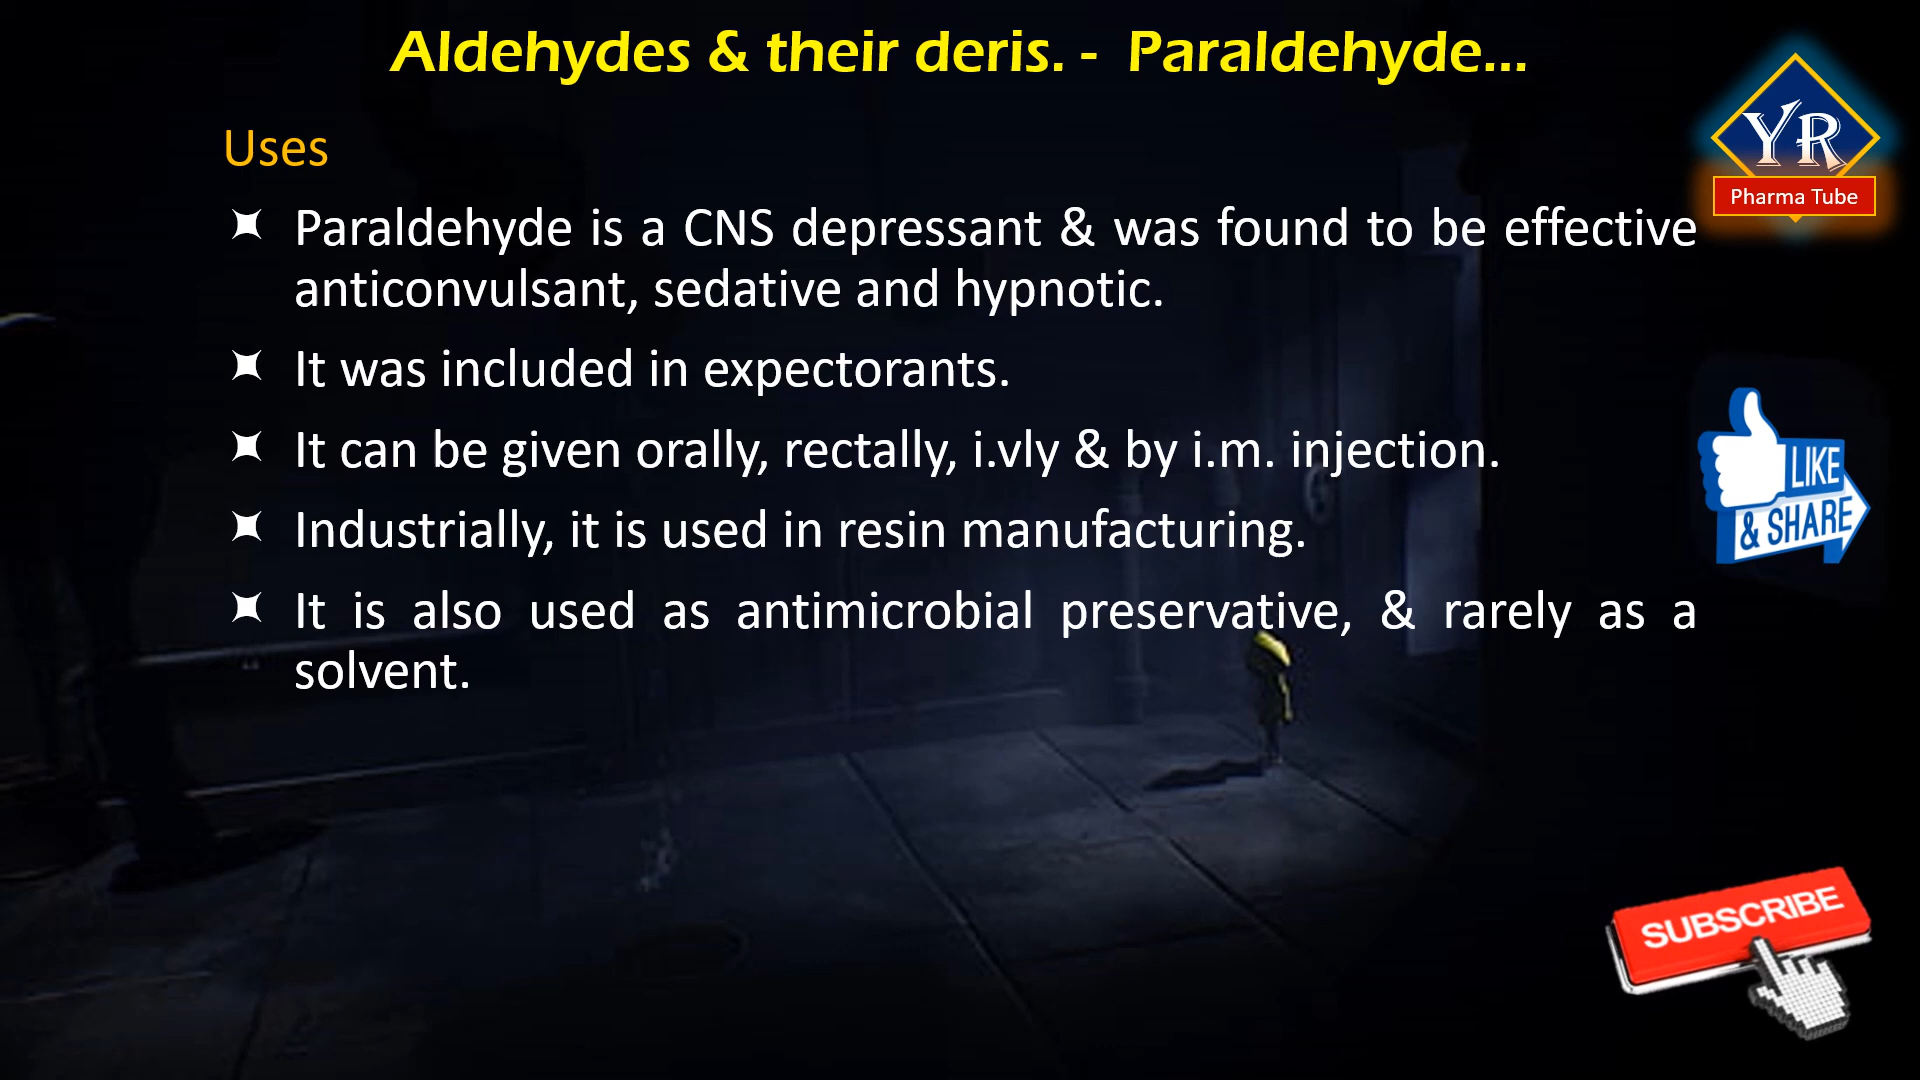 Aldehydes & their deris. - Paraldehyde...
YR
Pharma Tube
Uses
Paraldehyde is a CNS depressant & was found to be effective
anticonvulsant, sedative and hypnotic.
It was included in expectorants.
It can be given orally, rectally, i.vly & by i.m. injection.
Industrially, it is used in resin manufacturing.
It is also used as antimicrobial preservative, & rarely as a
solvent.
LIKE
& SHARE
SUBSCRIBE